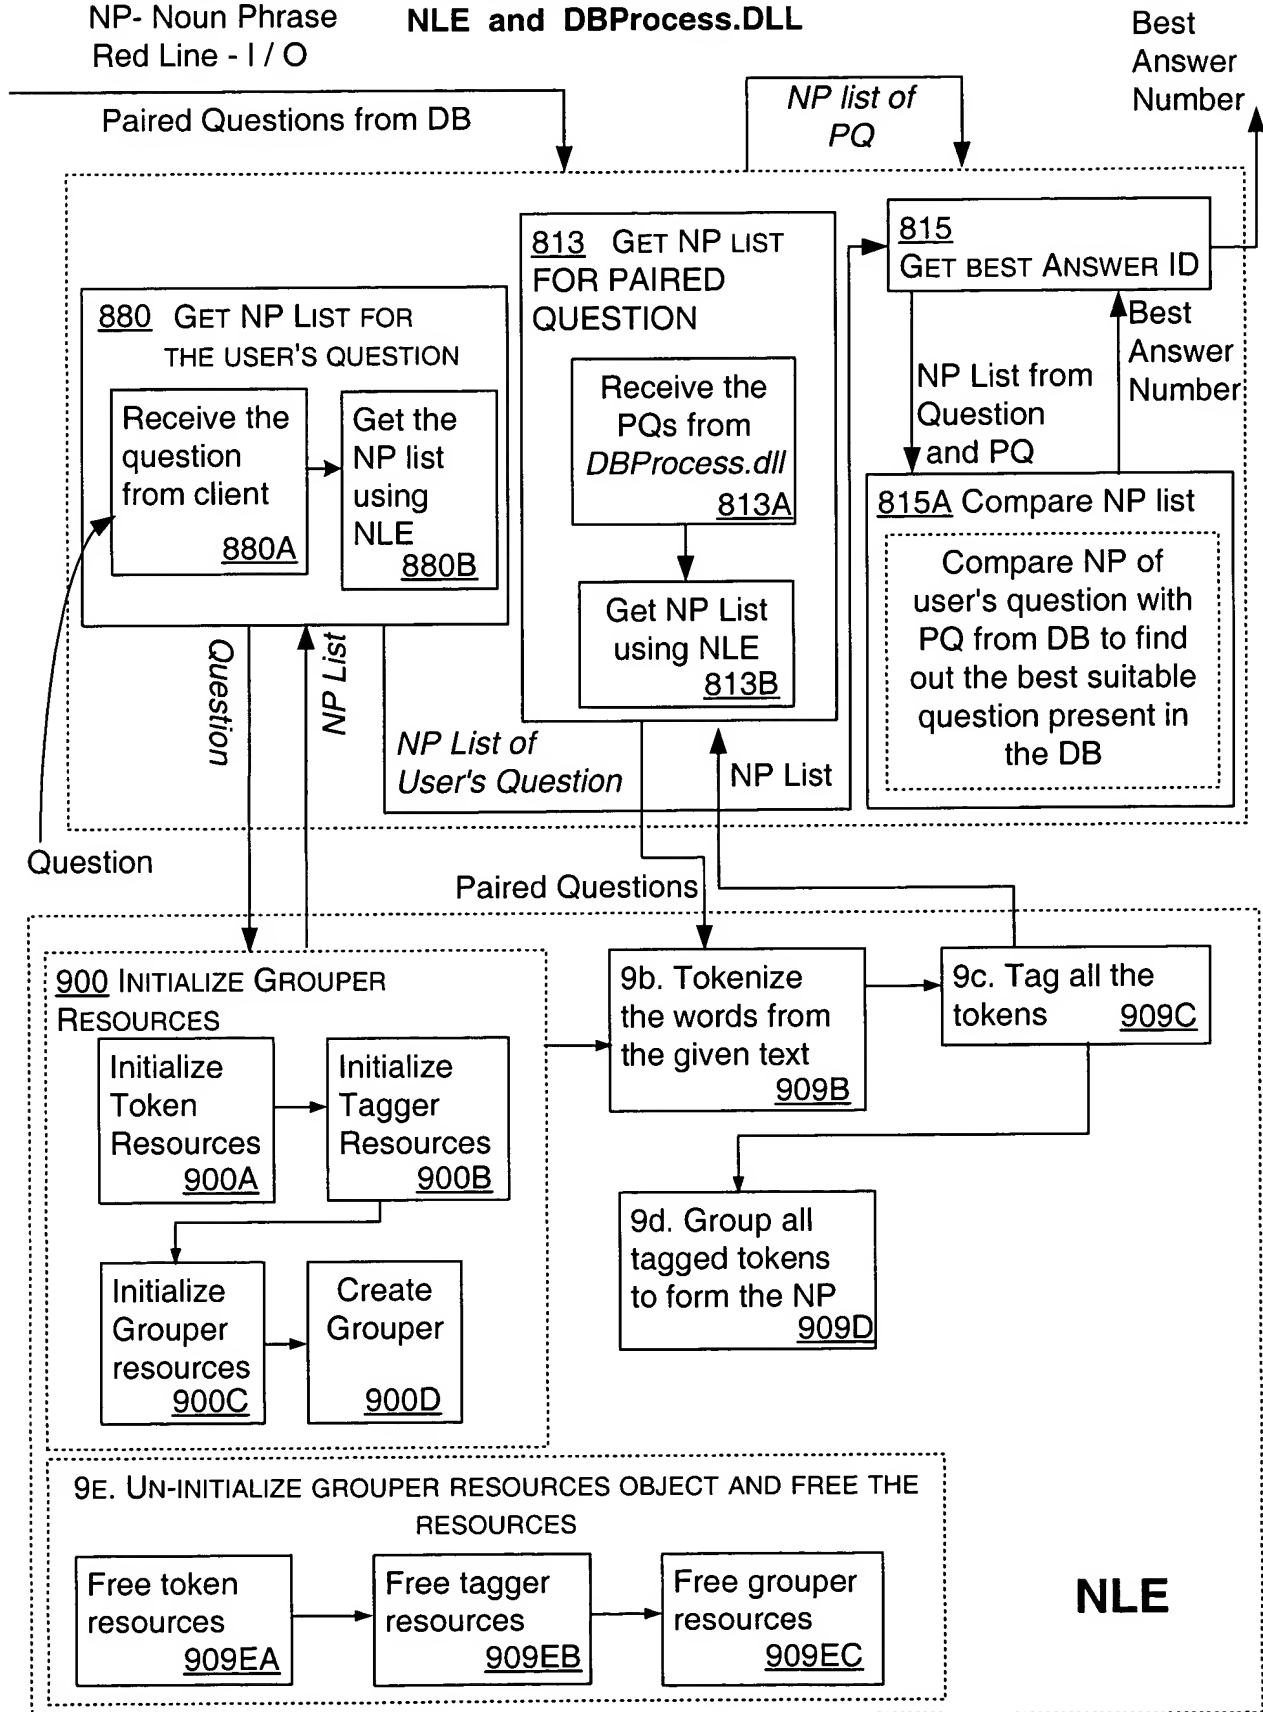 NP- Noun Phrase
Red Line - I / O
NLE and DBProcess.DLL
Best
Answer
Number
Paired Questions from DB
NP list of
PQ
815
GET BEST ANSWER ID
813 GET NP LIST
FOR PAIRED
QUESTION
880 GET NP LIST FOR
THE USER'S QUESTION
Receive the
question
from client
880A
Get the
NP list
using
NLE
880B
Receive the
PQs from
DBProcess.dll
813A
Get NP List
using NLE
813B
NP List from
Question
and PQ
Best
Answer
Number
815A Compare NP list
Compare NP of
user's question with
PQ from DB to find
out the best suitable
question present in
the DB
Question
NP List
NP List of
User's Question
NP List
Question
Paired Questions
900 INITIALIZE GROUPER
RESOURCES
Initialize
Token
Resources
900A
Initialize
Tagger
Resources
900B
Initialize
Grouper
resources
900C
Create
Grouper
900D
9b. Tokenize
the words from
the given text
909B
9c. Tag all the
tokens 909C
9d. Group all
tagged tokens
to form the NP
909D
9E. UN-INITIALIZE GROUPER RESOURCES OBJECT AND FREE THE
RESOURCES
Free token
resources
909EA
Free tagger
resources
909EB
Free grouper
resources
909EC
NLE